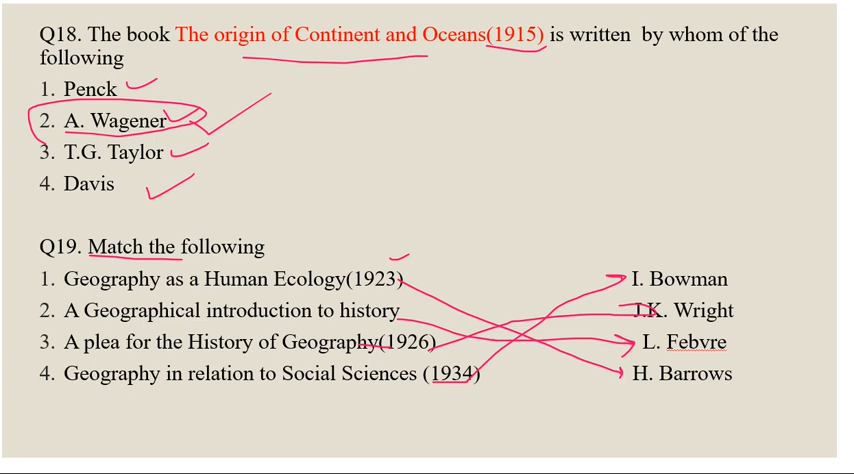 Q18. The book The origin of Continent and Oceans(1915) is written by whom of the
following
1. Penck
2. A. Wagener
3. T.G. Taylor
4. Davis
Q19. Match the following
1. Geography as a Human Ecology(1923) I. Bowman
2. A Geographical introduction to history J.K. Wright
3. A plea for the History of Geography(1926) L. Febvre
4. Geography in relation to Social Sciences (1934) H. Barrows